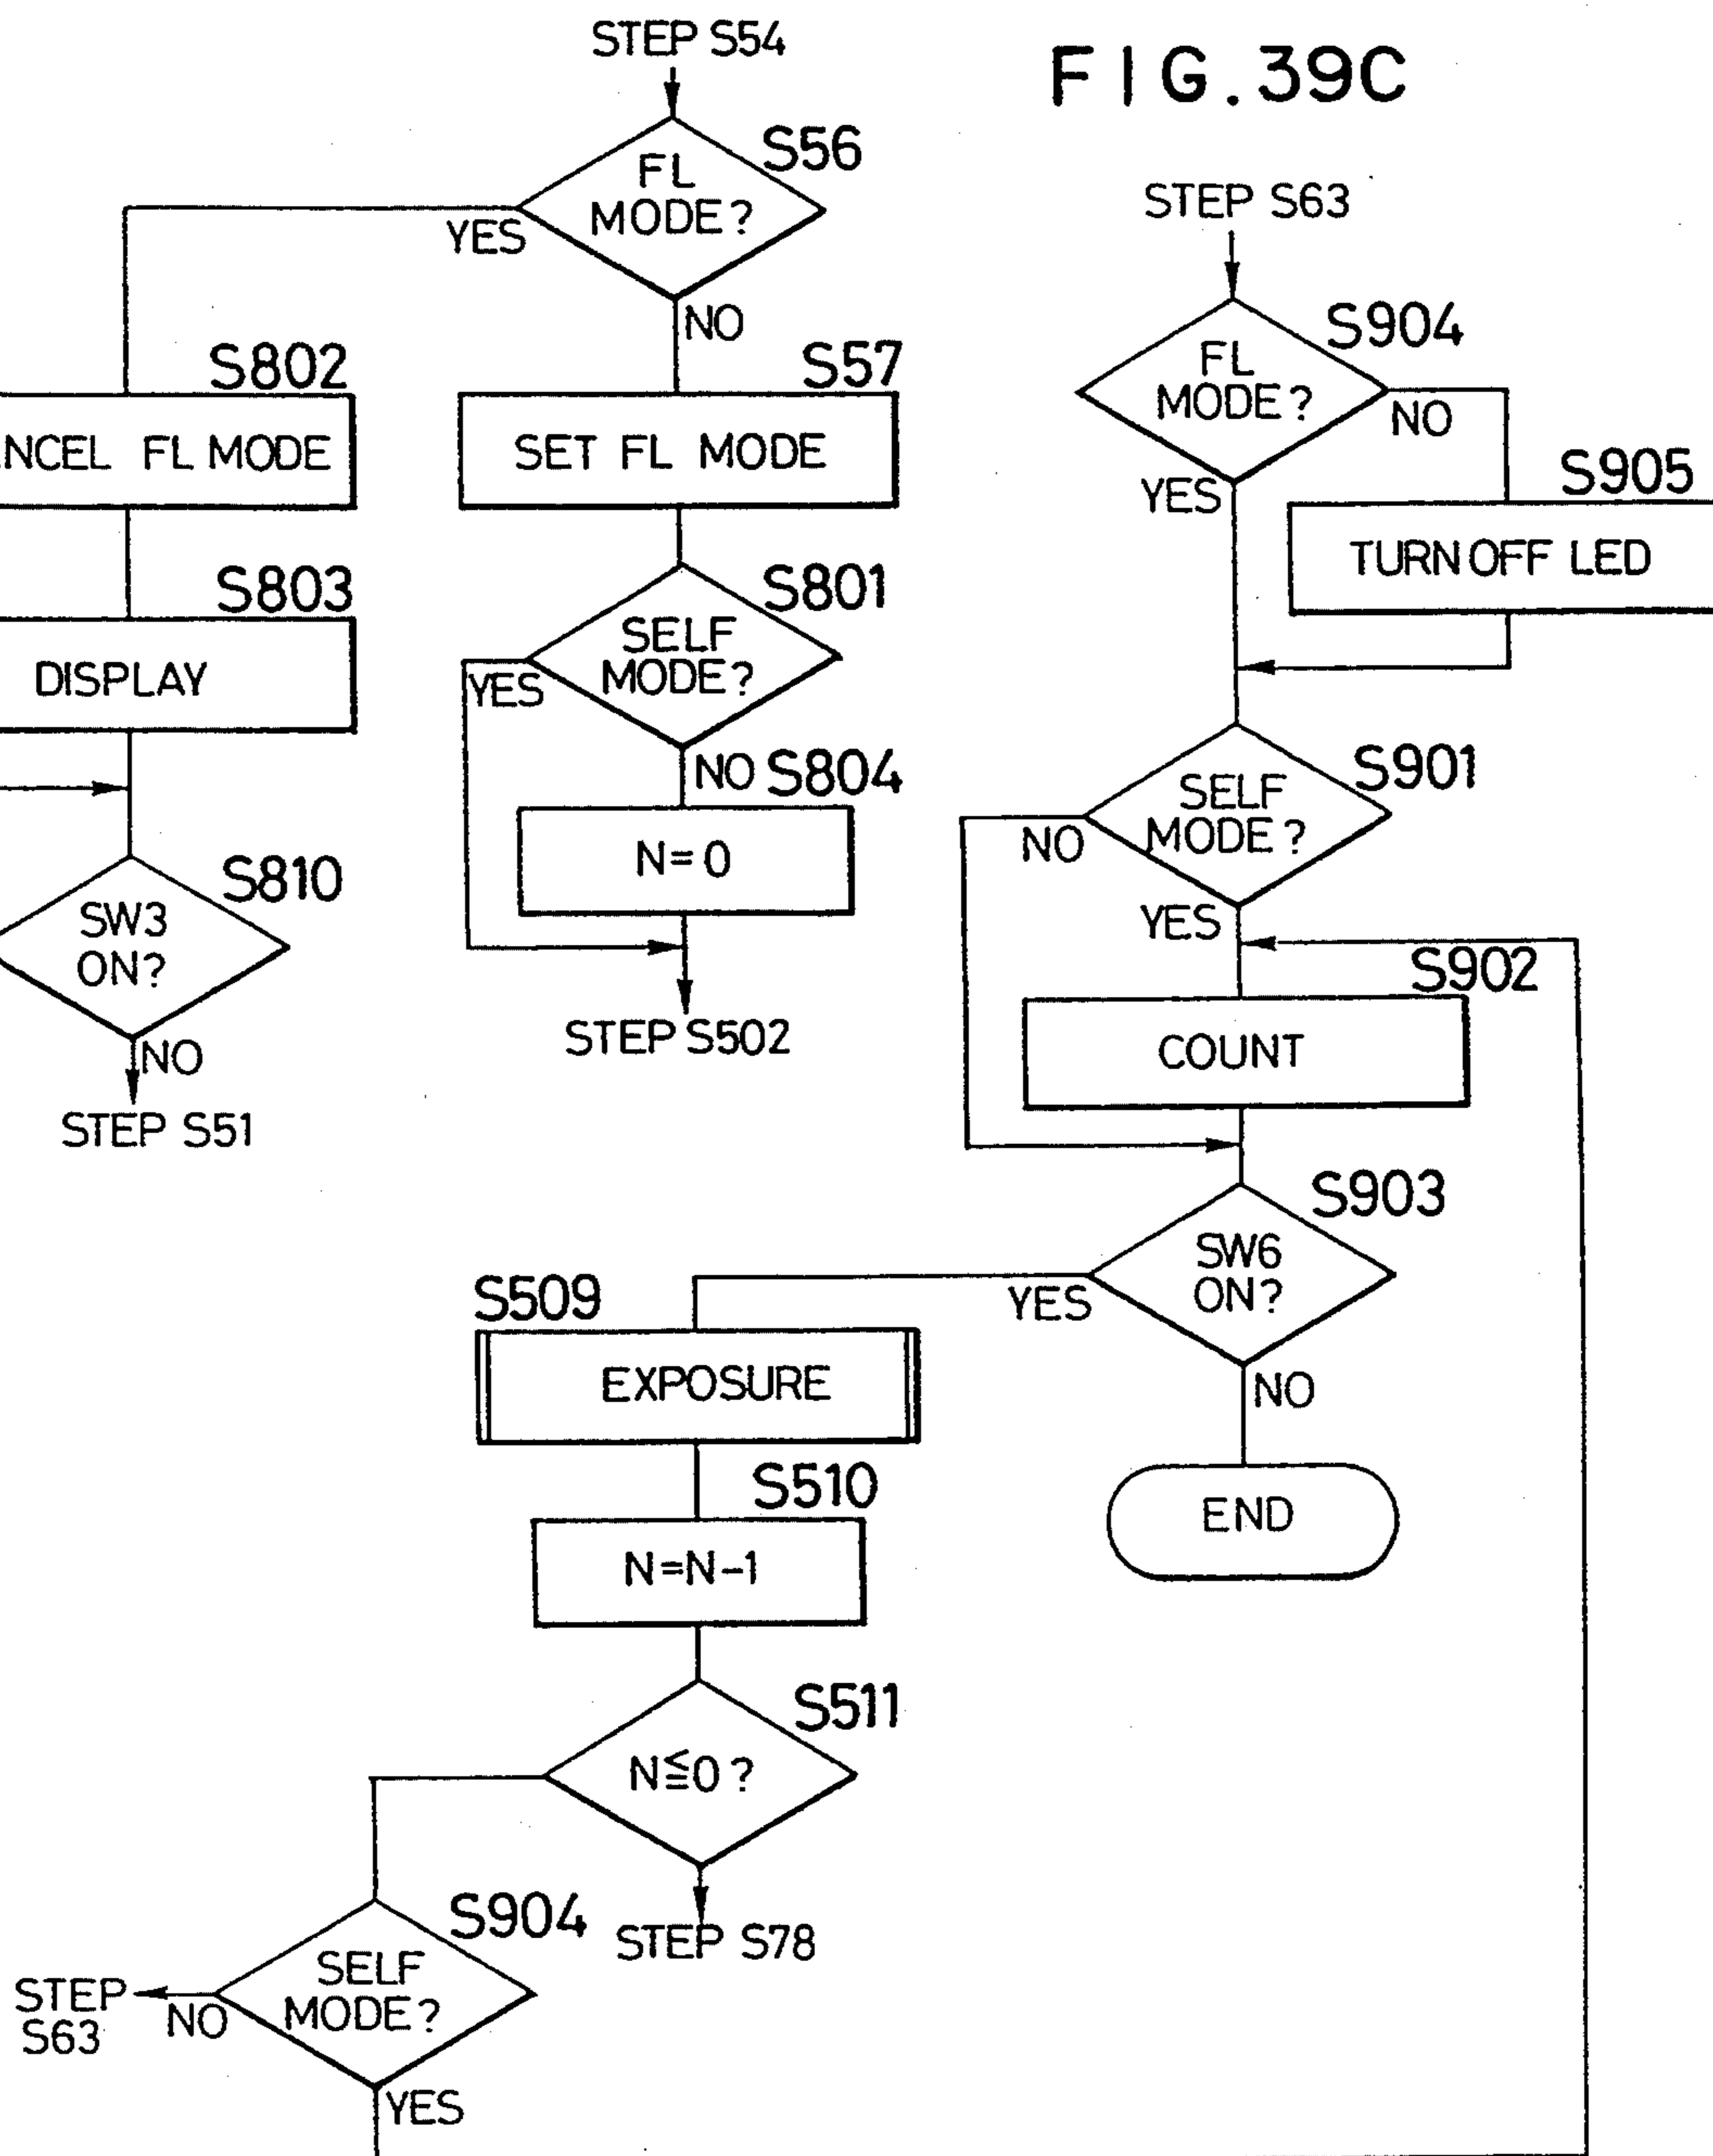 FIG.39C
STEP S54
S56
FL
MODE?
YES
NO
S802
NCEL FL MODE
S803
DISPLAY
S810
SW3
ON?
NO
STEP S51
S57
SET FL MODE
S801
SELF
MODE?
YES
NO
S804
N=0
STEP S502
STEP S63
S904
FL
MODE?
NO
YES
S905
TURN OFF LED
S901
SELF
MODE?
NO
YES
S902
COUNT
S903
SW6
ON?
YES
NO
END
S509
EXPOSURE
S510
N=N-1
S511
N≦0?
STEP S78
S904
SELF
MODE?
NO
STEP
S63
YES